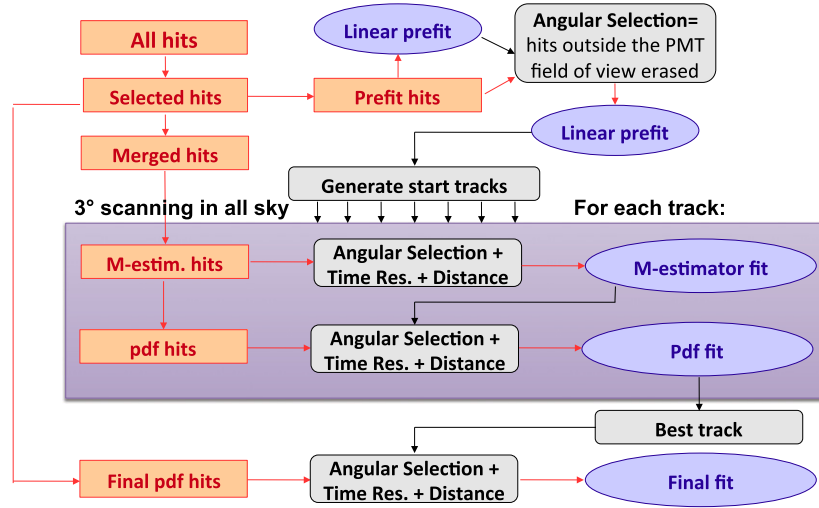 All hits
Linear prefit
Angular Selection=
hits outside the PMT
field of view erased
Selected hits
Prefit hits
Linear prefit
Merged hits
Generate start tracks
3° scanning in all sky
For each track:
M-estim. hits
Angular Selection +
Time Res. + Distance
M-estimator fit
pdf hits
Angular Selection +
Time Res. + Distance
Pdf fit
Best track
Final pdf hits
Angular Selection +
Time Res. + Distance
Final fit